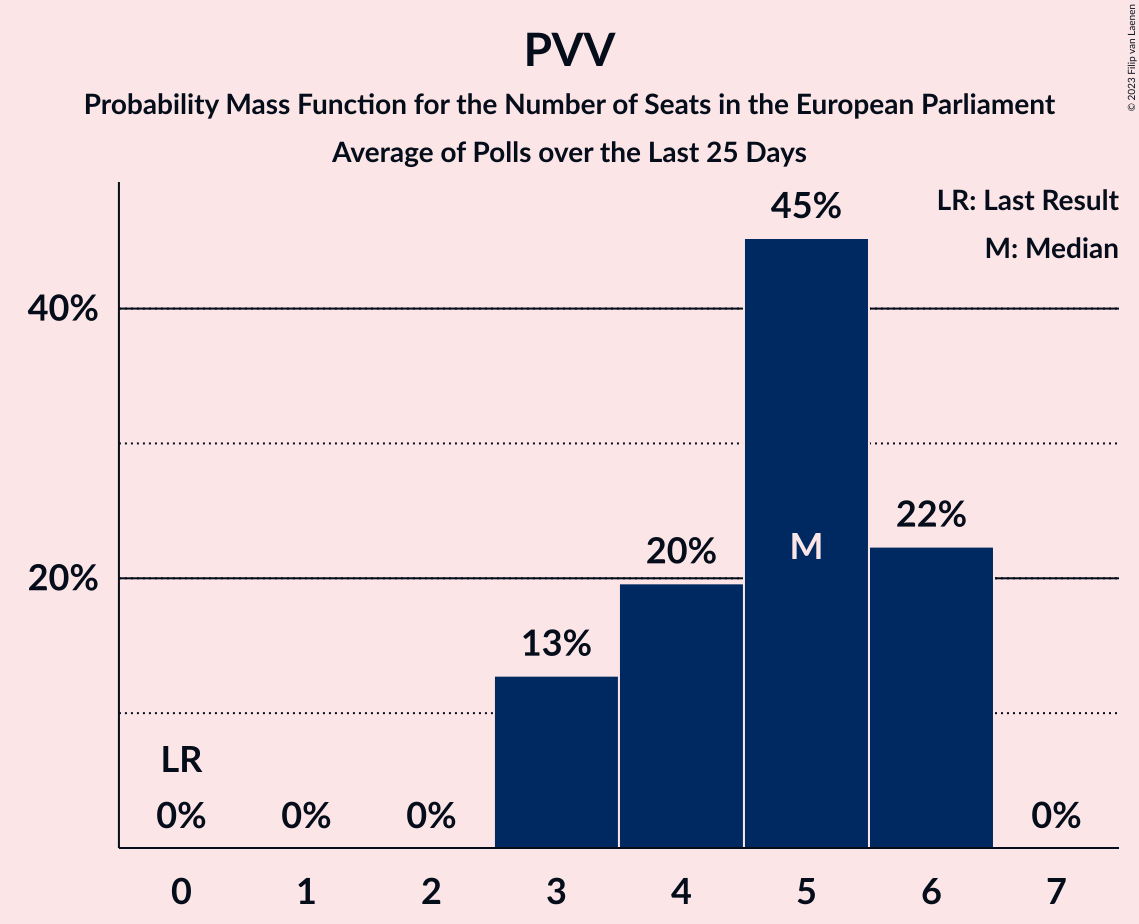 PVV
Probability Mass Function for the Number of Seats in the European Parliament
Average of Polls over the Last 25 Days
© 2023 Filip van Laenen
LR: Last Result
M: Median
45%
40%
22%
M
20%
20%
13%
LR
0%
0%
0%
0%
0
1
2
3
4
5
6
7